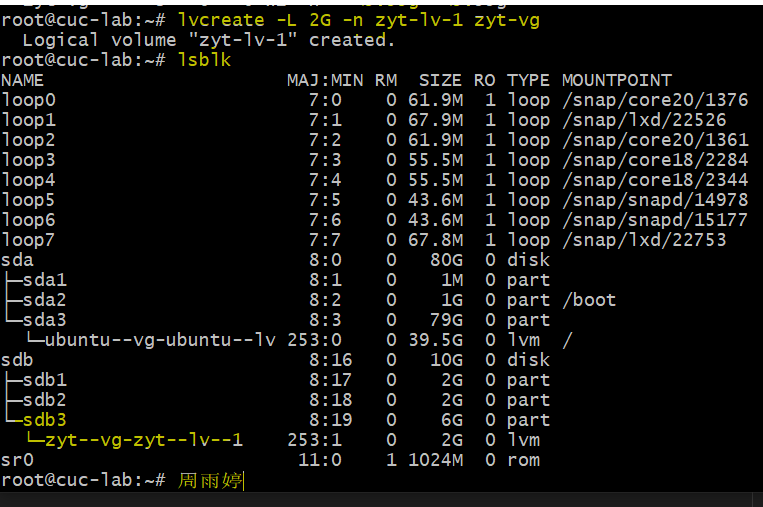 root@cuc-lab:~# lvcreate -L 2G -n zyt-lv-1 zyt-vg
  Logical volume "zyt-lv-1" created.
root@cuc-lab:~# lsblk
NAME                      MAJ:MIN RM  SIZE RO TYPE MOUNTPOINT
loop0                       7:0    0 61.9M  1 loop /snap/core20/1376
loop1                       7:1    0 67.9M  1 loop /snap/lxd/22526
loop2                       7:2    0 61.9M  1 loop /snap/core20/1361
loop3                       7:3    0 55.5M  1 loop /snap/core18/2284
loop4                       7:4    0 55.5M  1 loop /snap/core18/2344
loop5                       7:5    0 43.6M  1 loop /snap/snapd/14978
loop6                       7:6    0 43.6M  1 loop /snap/snapd/15177
loop7                       7:7    0 67.8M  1 loop /snap/lxd/22753
sda                         8:0    0   80G  0 disk
├─sda1                      8:1    0    1M  0 part
├─sda2                      8:2    0    1G  0 part /boot
└─sda3                      8:3    0   79G  0 part
  └─ubuntu--vg-ubuntu--lv 253:0    0 39.5G  0 lvm  /
sdb                         8:16   0   10G  0 disk
├─sdb1                      8:17   0    2G  0 part
├─sdb2                      8:18   0    2G  0 part
└─sdb3                      8:19   0    6G  0 part
  └─zyt--vg-zyt--lv--1    253:1    0    2G  0 lvm
sr0                        11:0    1 1024M  0 rom
root@cuc-lab:~# 周雨婷